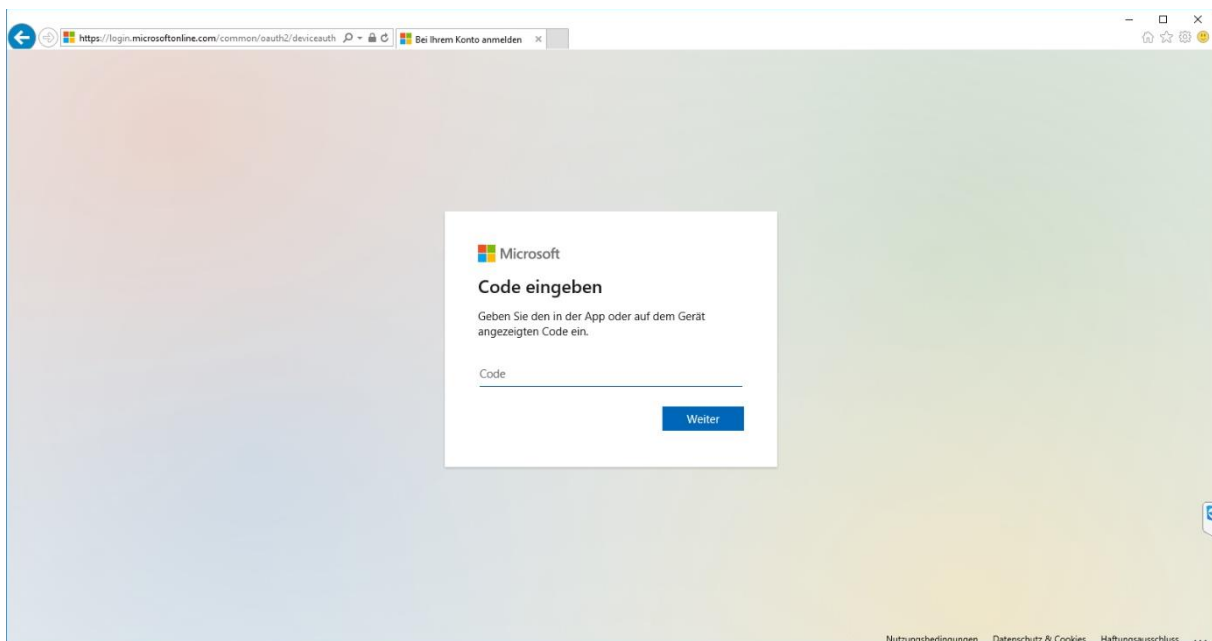 https://login.microsoftonline.com/common/oauth2/deviceauth
Bei Ihrem Konto anmelden
Microsoft
Code eingeben
Geben Sie den in der App oder auf dem Gerät
angezeigten Code ein.
Code
Weiter
Nutzungsbedingungen Datenschutz & Cookies Haftungsausschluss ...